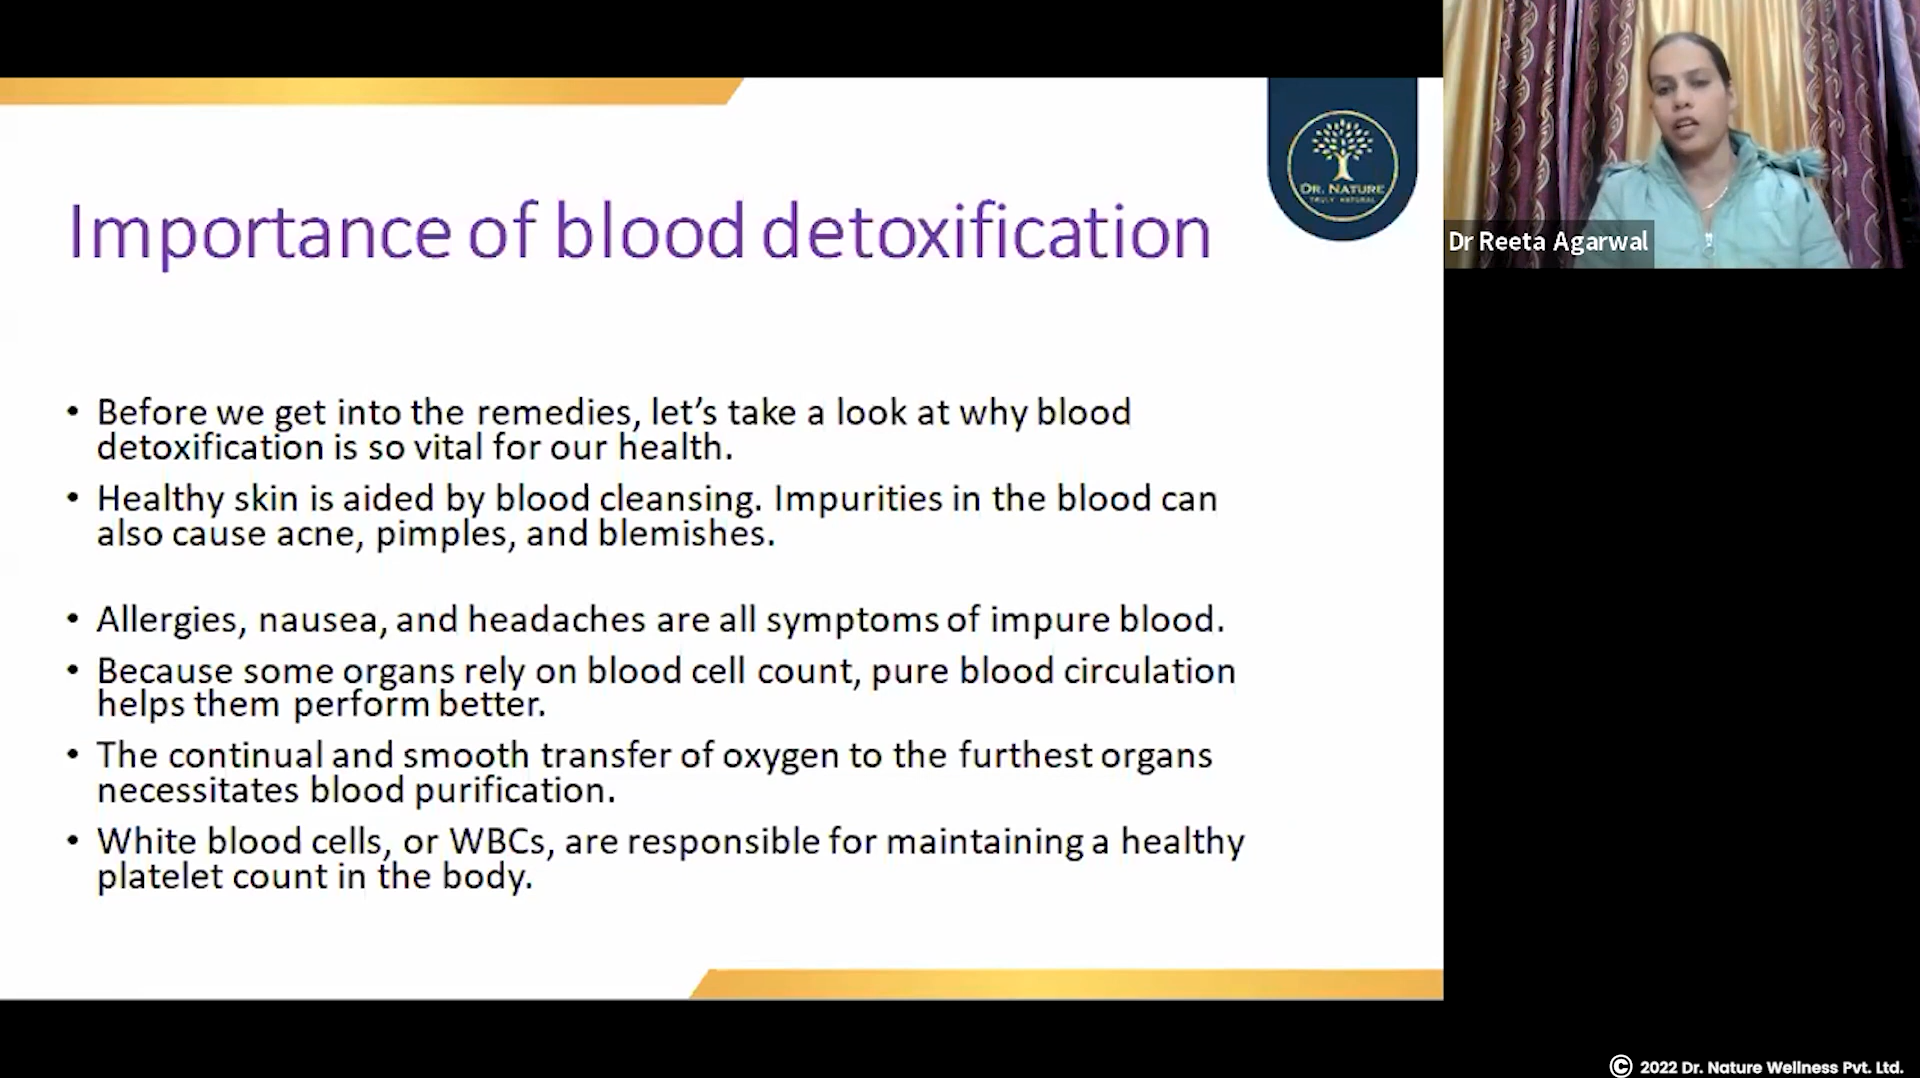 Importance of blood detoxification
• Before we get into the remedies, let's take a look at why blood
detoxification is so vital for our health.
• Healthy skin is aided by blood cleansing. Impurities in the blood can
also cause acne, pimples, and blemishes.
• Allergies, nausea, and headaches are all symptoms of impure blood.
• Because some organs rely on blood cell count, pure blood circulation
helps them perform better.
• The continual and smooth transfer of oxygen to the furthest organs
necessitates blood purification.
• White blood cells, or WBCs, are responsible for maintaining a healthy
platelet count in the body.
DR. NATURE
TRULY NATURAL
Dr Reeta Agarwal
© 2022 Dr. Nature Wellness Pvt. Ltd.